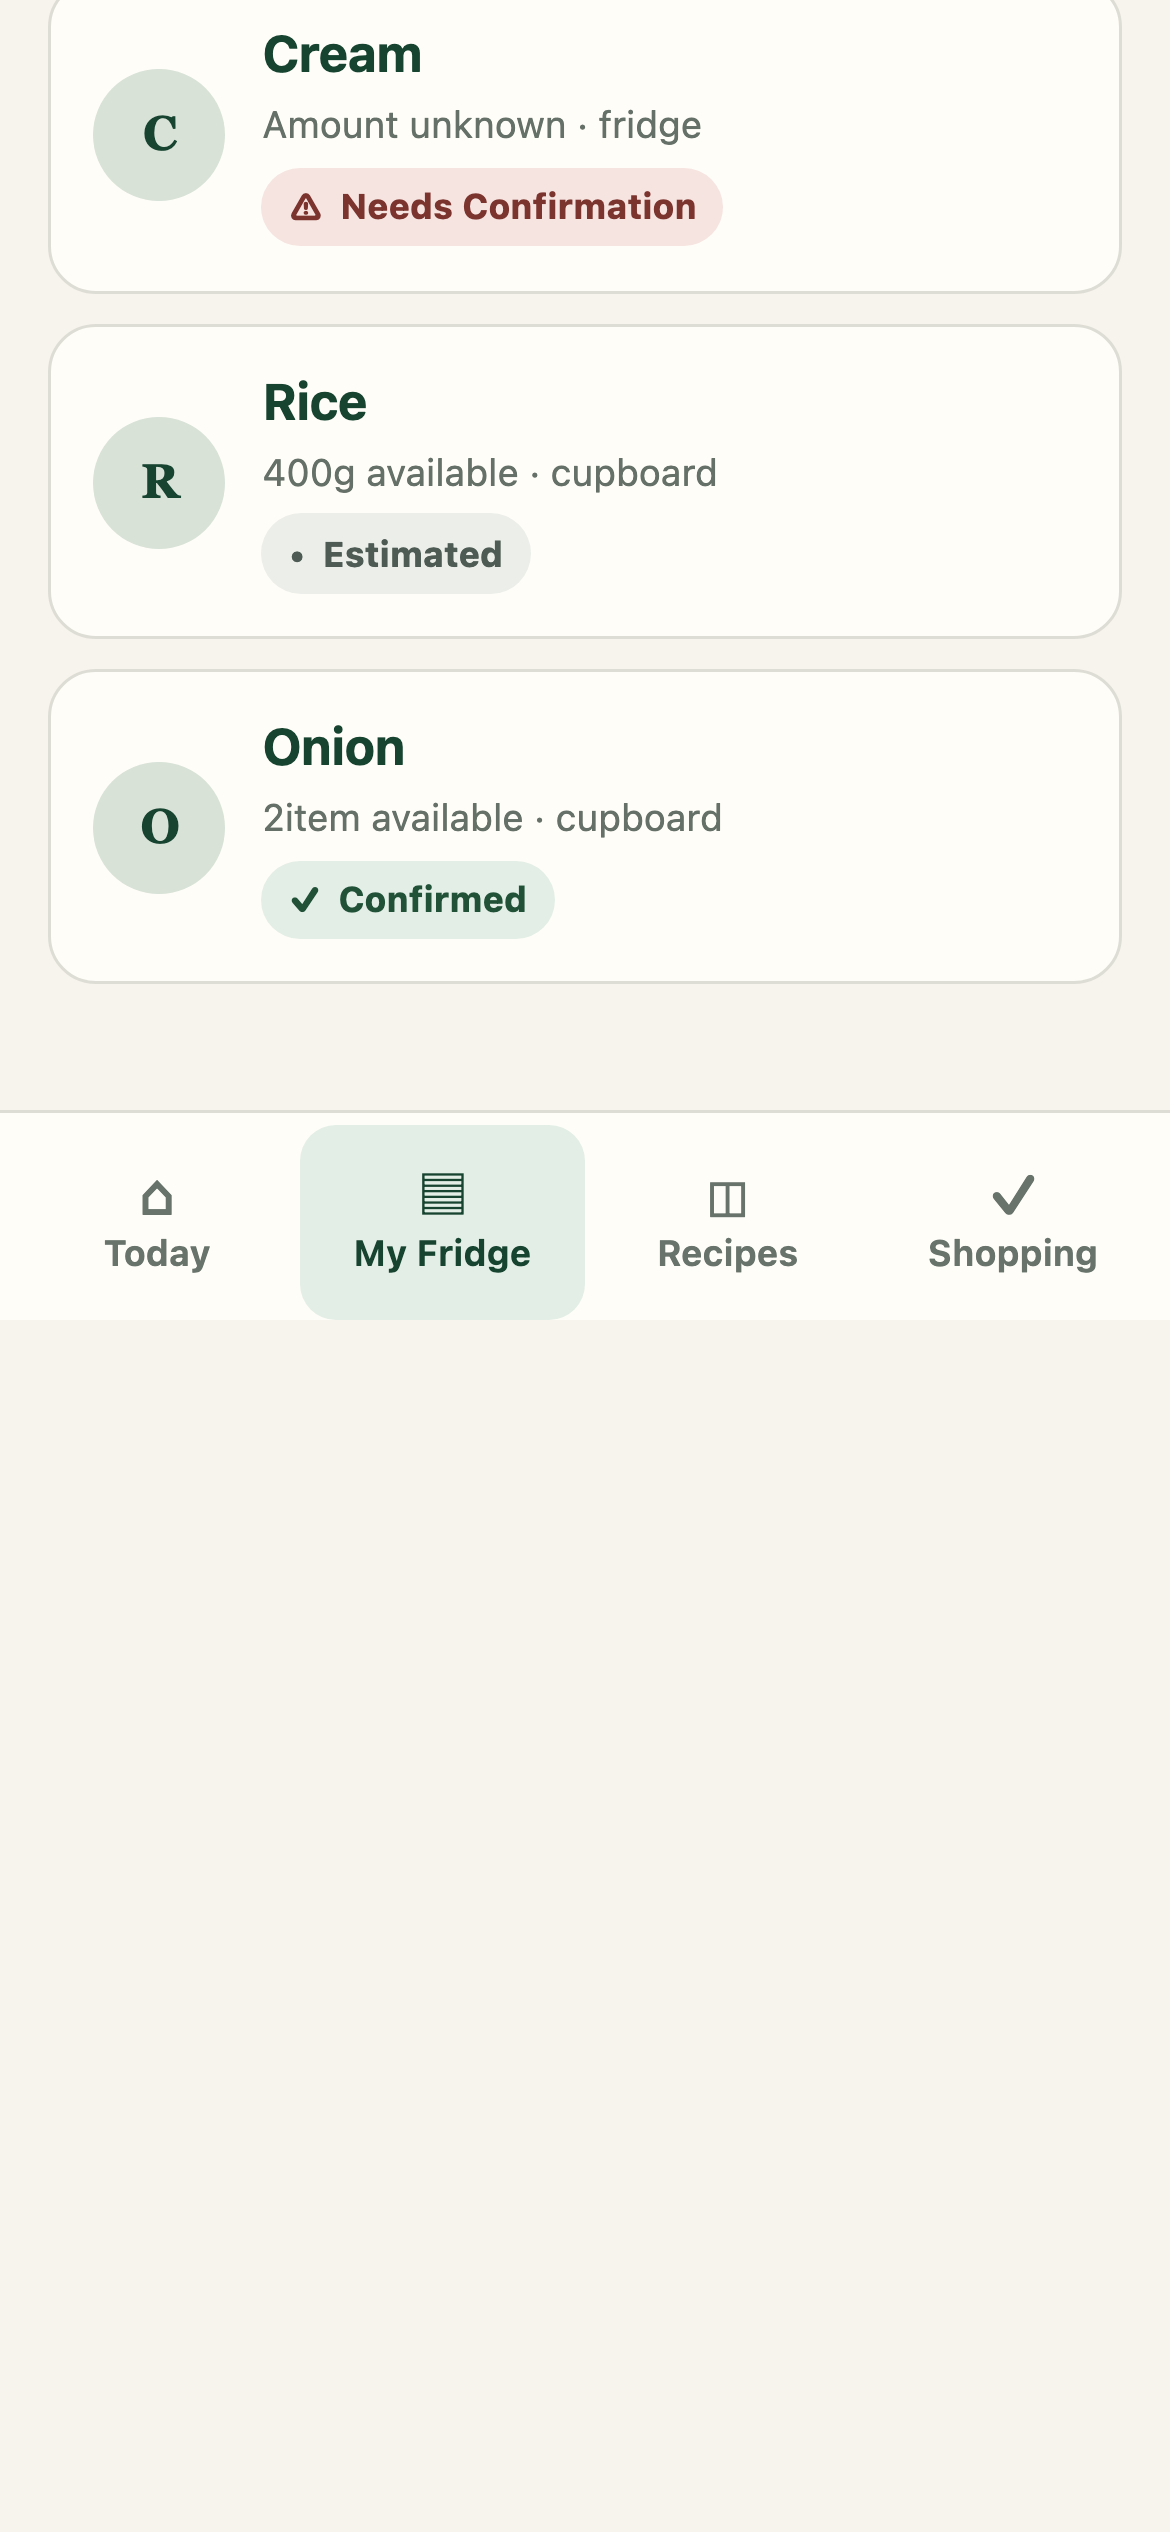 Cream
C
Amount unknown · fridge
⚠ Needs Confirmation
Rice
R
400g available · cupboard
• Estimated
Onion
O
2item available · cupboard
✔ Confirmed
Today
My Fridge
Recipes
Shopping